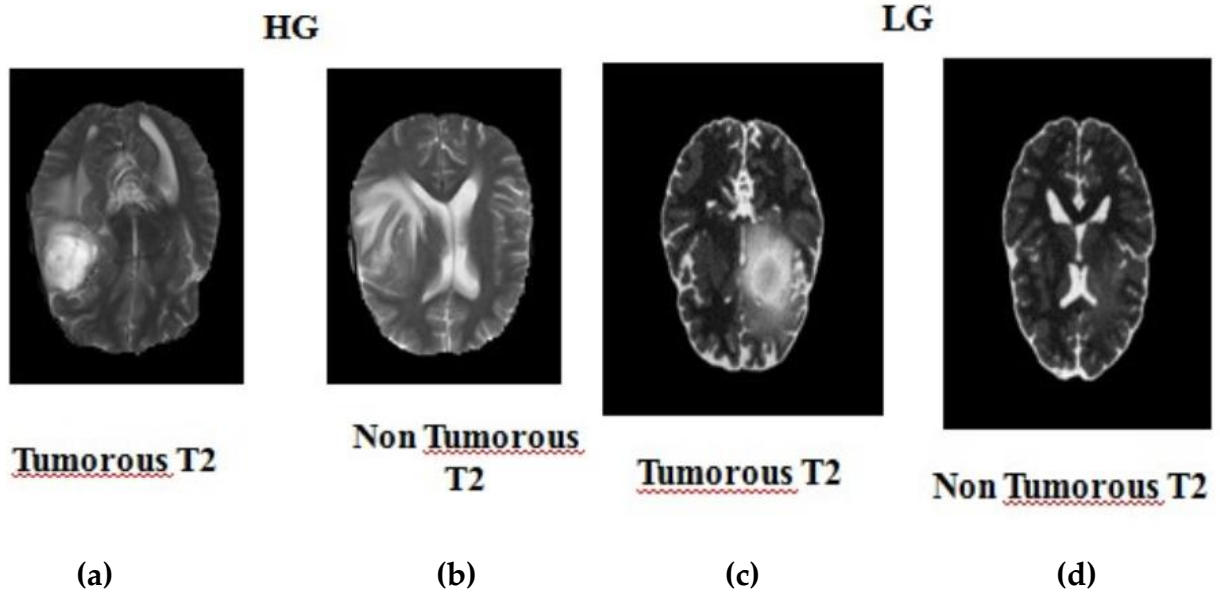 HG
LG
Tumorous T2
Non Tumorous
T2
Tumorous T2
Non Tumorous T2
(a)
(b)
(c)
(d)